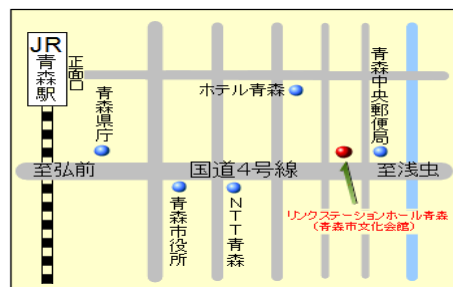 JR
青森駅
正面口
青森県庁
ホテル青森
青森中央郵便局
至弘前
国道4号線
至浅虫
青森市役所
NTT青森
リンクステーションホール青森
(青森市文化会館)